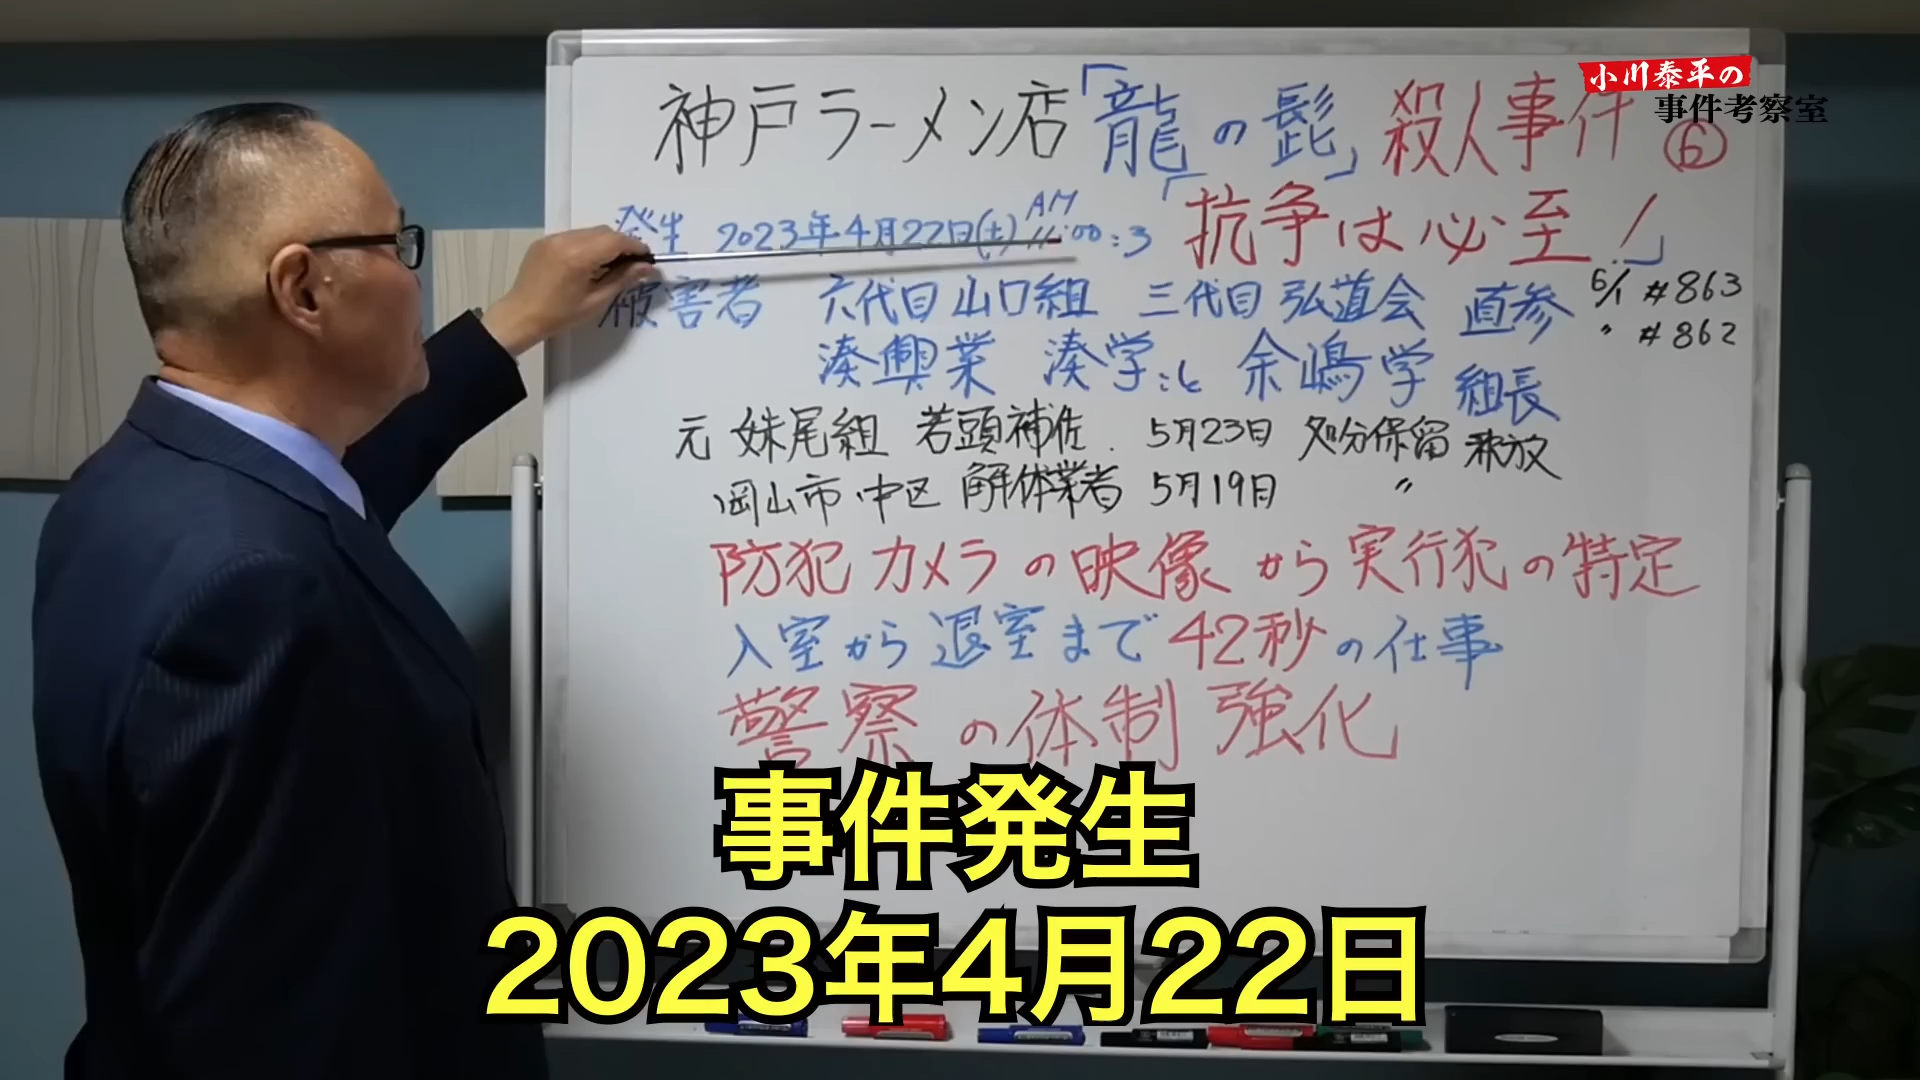 小川泰平の
事件考察室
神戸ラーメン店「龍の髭」殺人事件⑥
発生 2023年4月22日(土) AM 11:00:3
「抗争は必至!」
被害者 六代目山口組 三代目弘道会 直参
6/1 #863
〃 #862
湊興業 湊学こと 余嶋学 組長
元 妹尾組 若頭補佐. 5月23日 処分保留 釈放
岡山市中区 解体業者 5月19日 〃
防犯カメラの映像から実行犯の特定
入室から退室まで42秒の仕事
警察の体制強化
事件発生
2023年4月22日